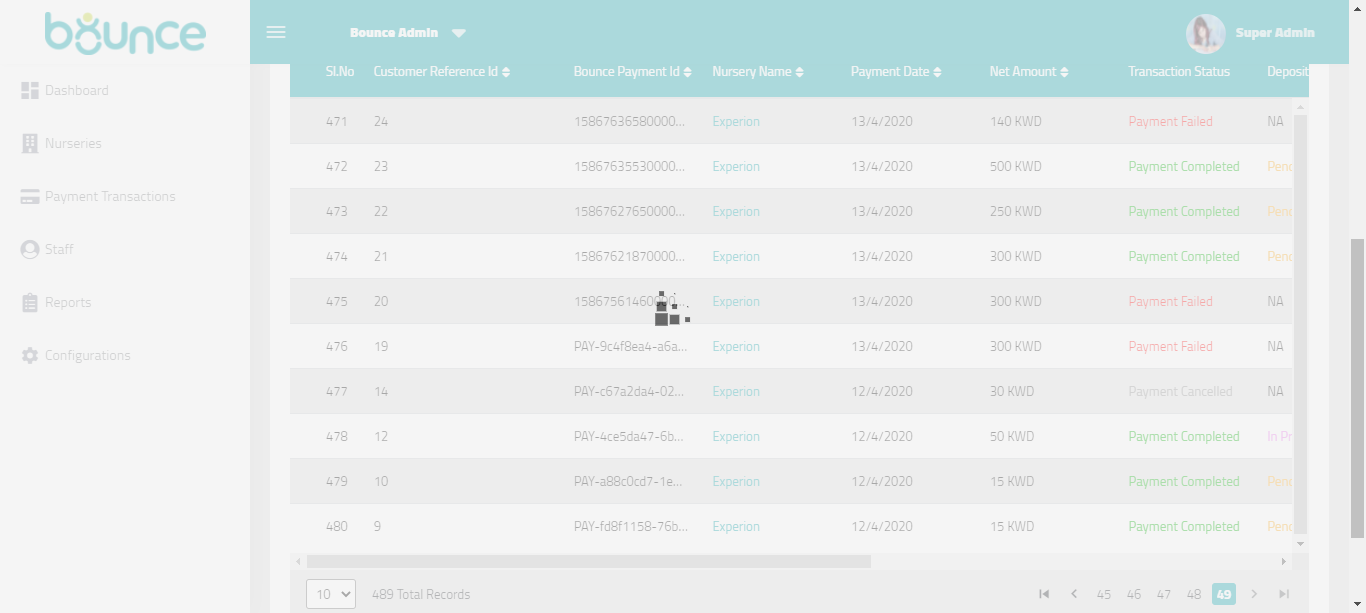 bounce
Bounce Admin
Super Admin
Dashboard
Nurseries
Payment Transactions
Staff
Reports
Configurations
Sl.No Customer Reference Id Bounce Payment Id Nursery Name Payment Date Net Amount Transaction Status Deposit
471 24 15867636580000... Experion 13/4/2020 140 KWD Payment Failed NA
472 23 15867635530000... Experion 13/4/2020 500 KWD Payment Completed
473 22 15867627650000... Experion 13/4/2020 250 KWD Payment Completed
474 21 15867621870000... Experion 13/4/2020 300 KWD Payment Completed
475 20 Experion 13/4/2020 300 KWD Payment Failed NA
476 19 PAY-9c4f8ea4-a6a... Experion 13/4/2020 300 KWD Payment Failed NA
477 14 PAY-c67a2da4-02... Experion 12/4/2020 30 KWD Payment Cancelled NA
478 12 PAY-4ce5da47-6b... Experion 12/4/2020 50 KWD Payment Completed In Pr
479 10 PAY-a88c0cd7-1e... Experion 12/4/2020 15 KWD Payment Completed
480 9 PAY-fd8f1158-76b... Experion 12/4/2020 15 KWD Payment Completed
10 489 Total Records 45 46 47 48 49